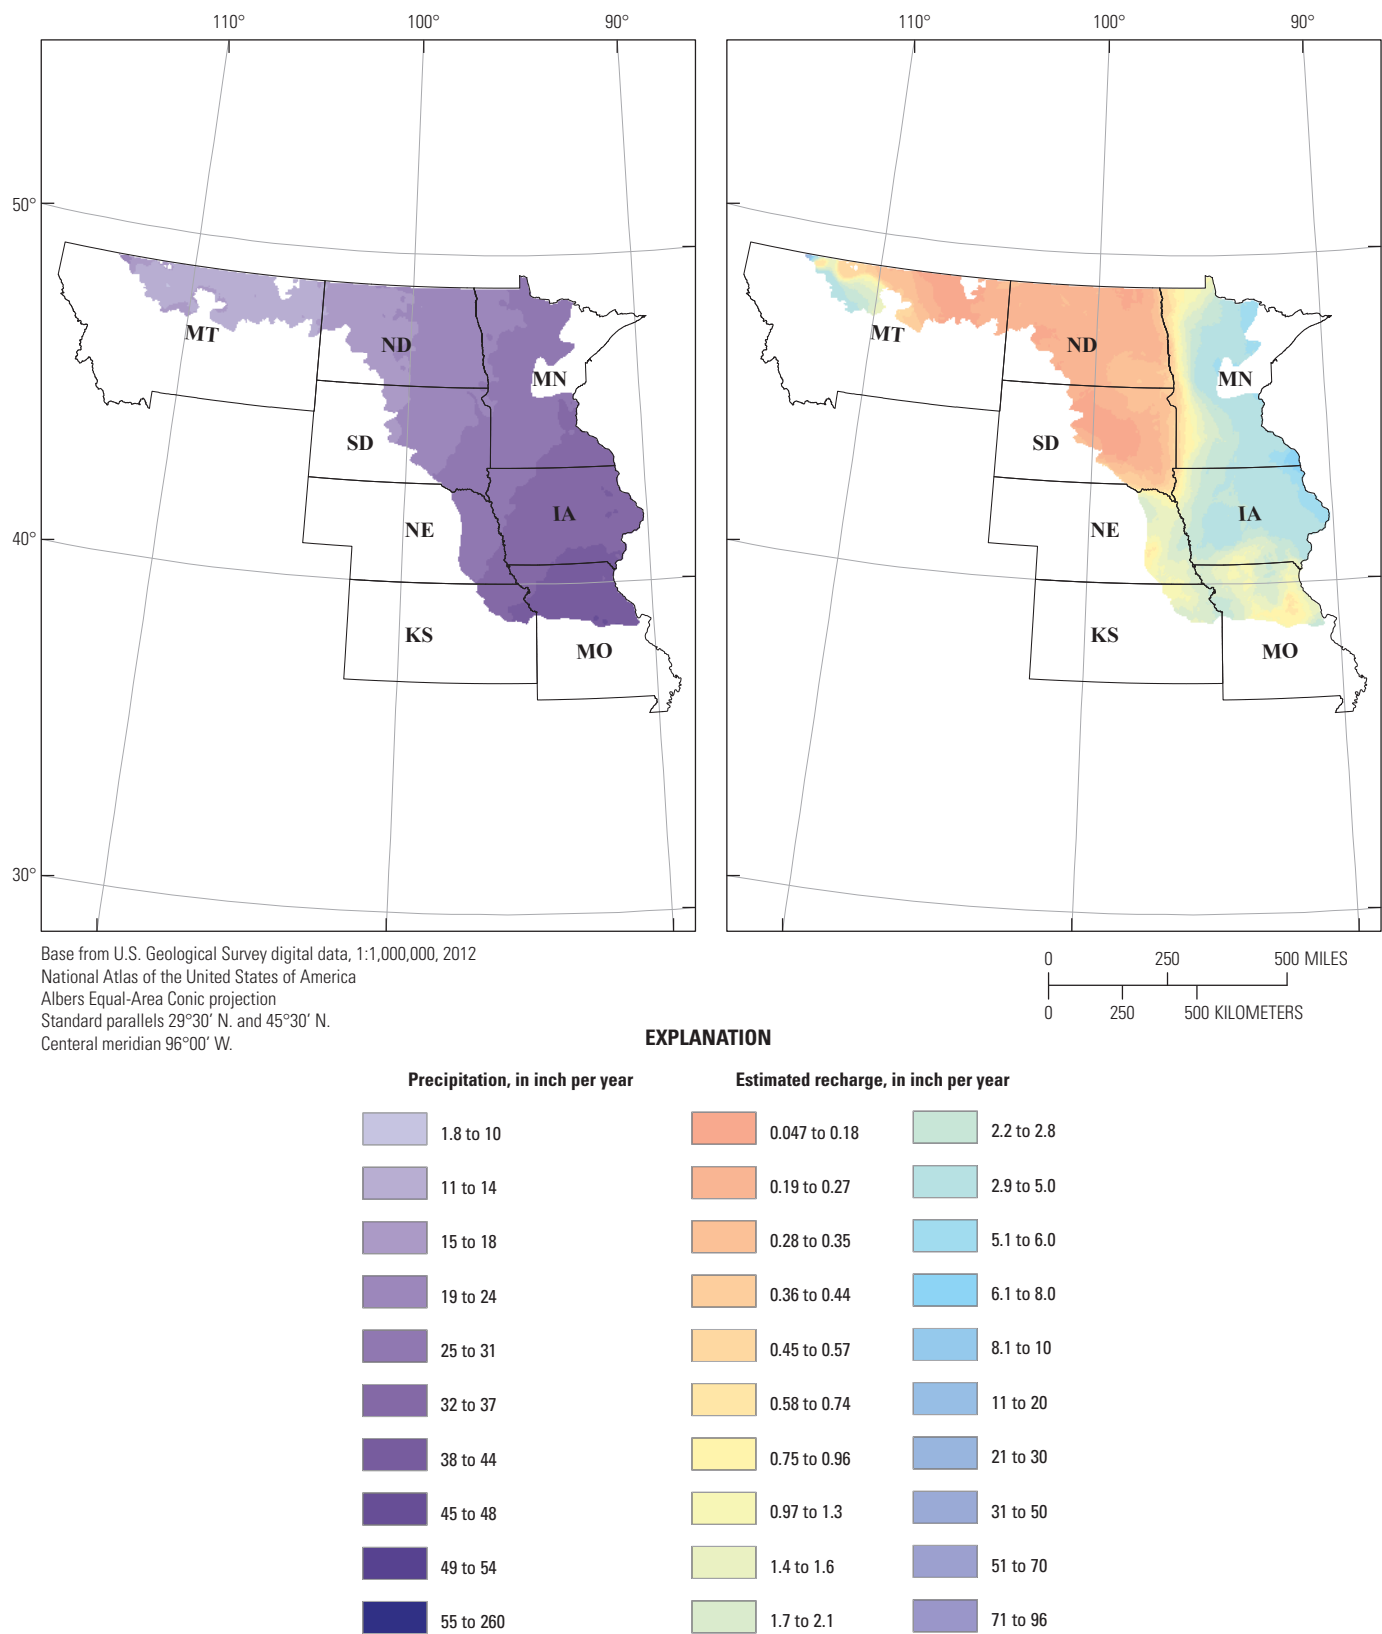 110° 100° 90° 110° 100° 90°
50°
MT ND MN MT ND MN
SD SD
NE IA NE IA
40°
KS MO KS MO
30°
Base from U.S. Geological Survey digital data, 1:1,000,000, 2012
National Atlas of the United States of America
Albers Equal-Area Conic projection
Standard parallels 29°30′ N. and 45°30′ N.
Centeral meridian 96°00′ W.
0 250 500 MILES
0 250 500 KILOMETERS
EXPLANATION
Precipitation, in inch per year
1.8 to 10
11 to 14
15 to 18
19 to 24
25 to 31
32 to 37
38 to 44
45 to 48
49 to 54
55 to 260
Estimated recharge, in inch per year
0.047 to 0.18
0.19 to 0.27
0.28 to 0.35
0.36 to 0.44
0.45 to 0.57
0.58 to 0.74
0.75 to 0.96
0.97 to 1.3
1.4 to 1.6
1.7 to 2.1
2.2 to 2.8
2.9 to 5.0
5.1 to 6.0
6.1 to 8.0
8.1 to 10
11 to 20
21 to 30
31 to 50
51 to 70
71 to 96